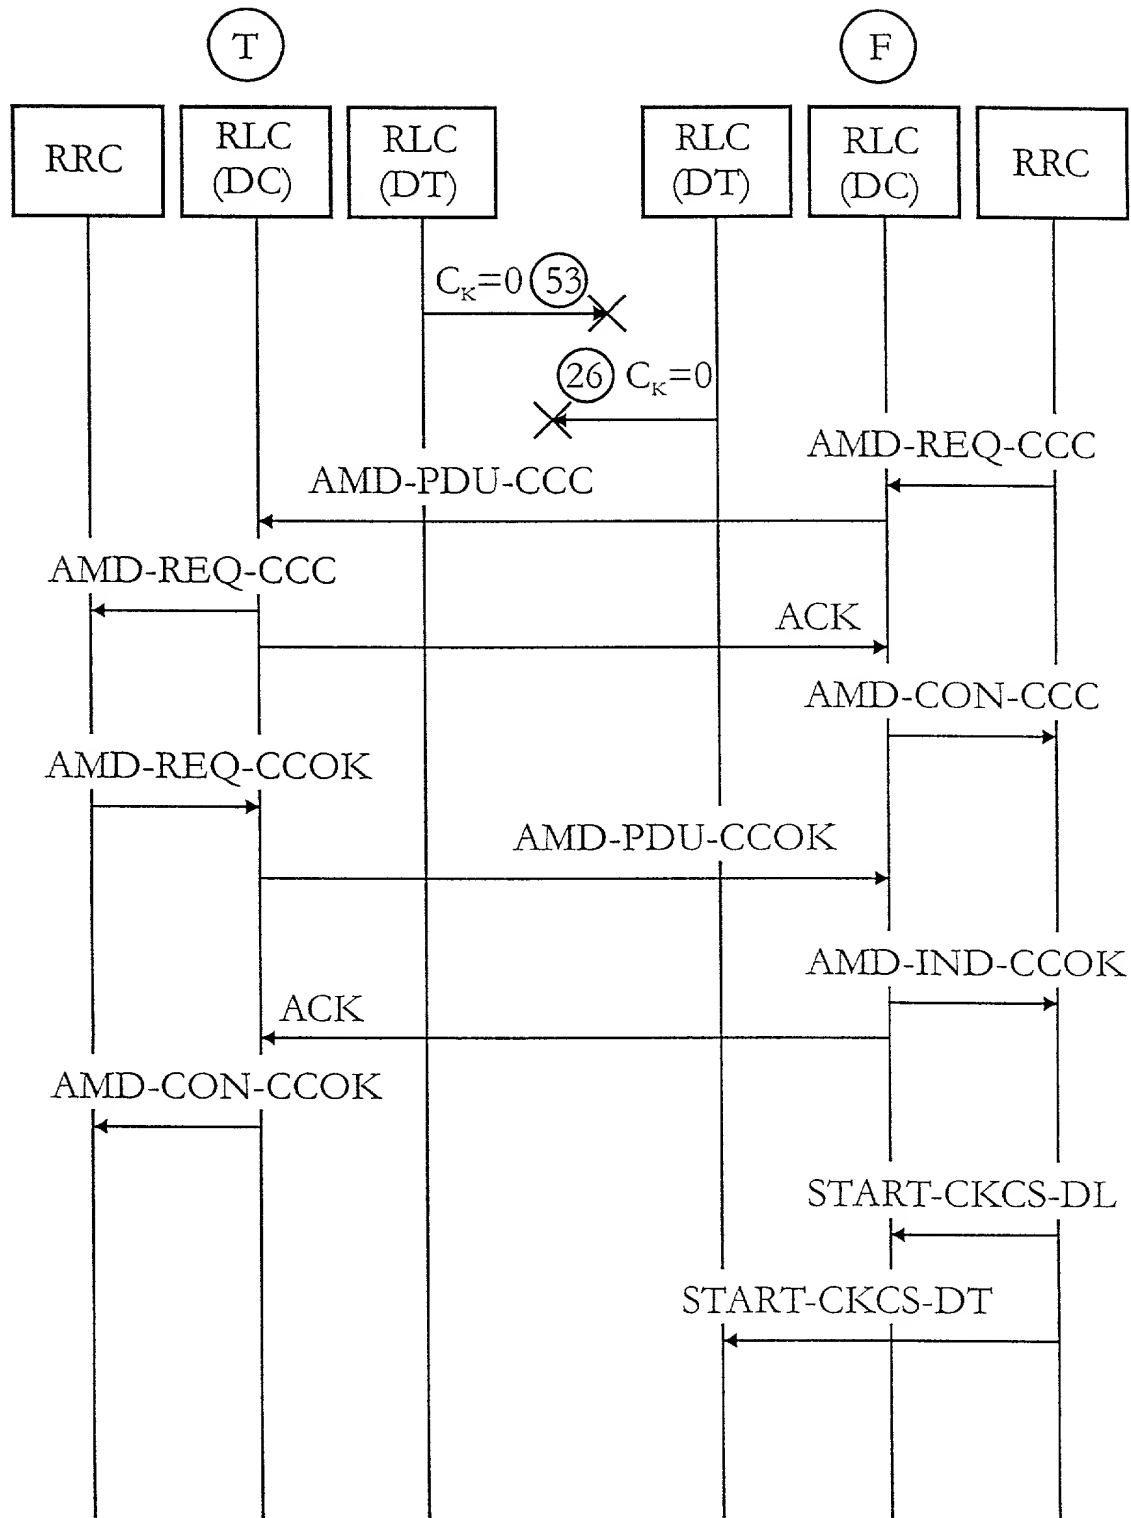 T F
RRC RLC (DC) RLC (DT) RLC (DT) RLC (DC) RRC
C_K=0 53
26 C_K=0
AMD-REQ-CCC
AMD-PDU-CCC
AMD-REQ-CCC
ACK
AMD-CON-CCC
AMD-REQ-CCOK
AMD-PDU-CCOK
AMD-IND-CCOK
ACK
AMD-CON-CCOK
START-CKCS-DL
START-CKCS-DT